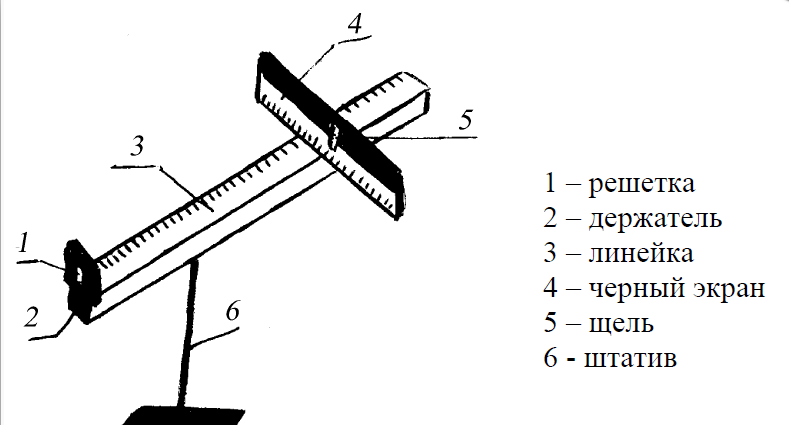 4
5
3
1
2
6
1 – решетка
2 – держатель
3 – линейка
4 – черный экран
5 – щель
6 - штатив